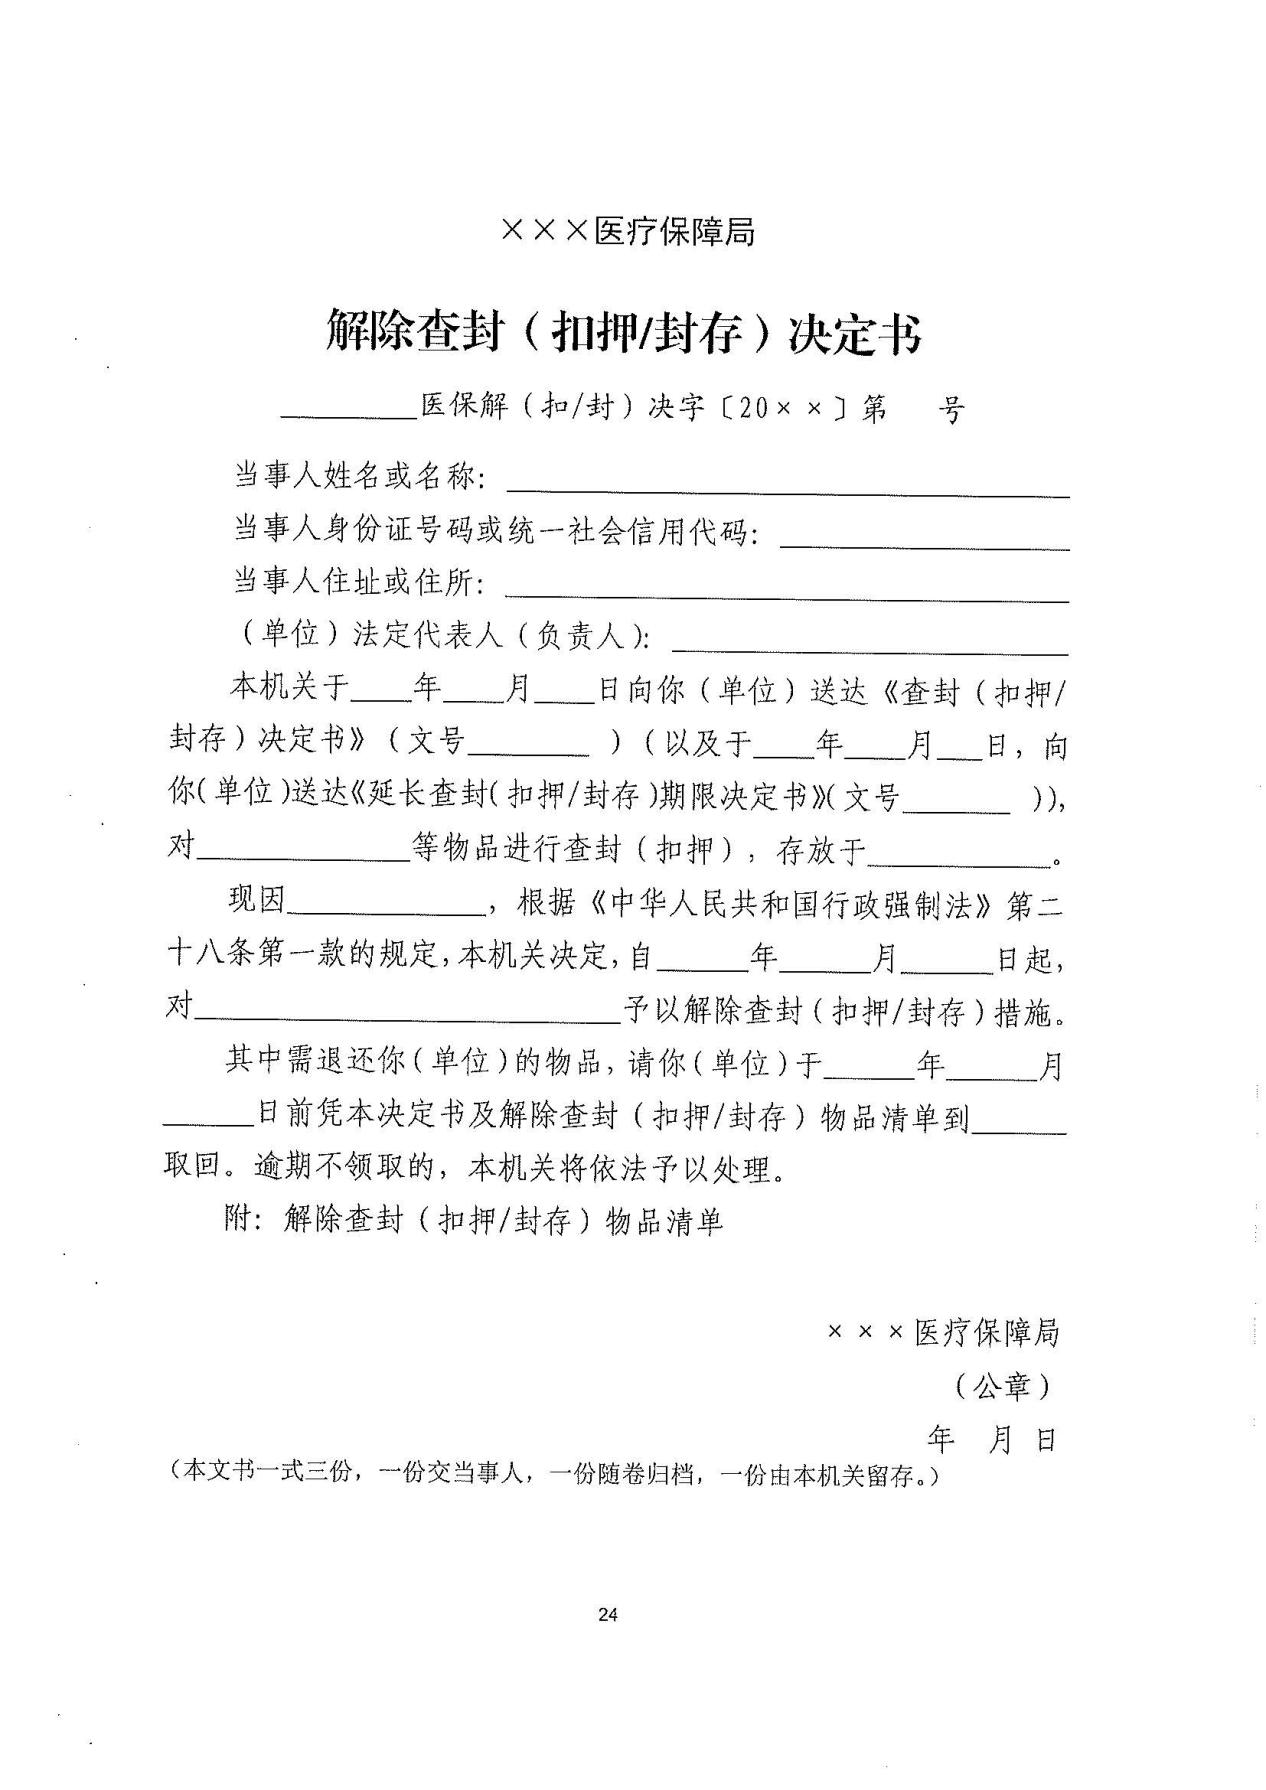 ×××医疗保障局
解除查封（扣押/封存）决定书
________医保解（扣/封）决字〔20××〕第 号
当事人姓名或名称：________
当事人身份证号码或统一社会信用代码：________
当事人住址或住所：________
（单位）法定代表人（负责人）：________
本机关于____年____月____日向你（单位）送达《查封（扣押/
封存）决定书》（文号________ ）（以及于____年____月___日，向
你（单位）送达《延长查封（扣押/封存）期限决定书》（文号_______ ）），
对______________等物品进行查封（扣押），存放于____________。
现因_____________，根据《中华人民共和国行政强制法》第二
十八条第一款的规定，本机关决定，自______年______月______日起，
对____________________________予以解除查封（扣押/封存）措施。
其中需退还你（单位）的物品，请你（单位）于______年______月
______日前凭本决定书及解除查封（扣押/封存）物品清单到______
取回。逾期不领取的，本机关将依法予以处理。
附：解除查封（扣押/封存）物品清单
×××医疗保障局
（公章）
年 月 日
（本文书一式三份，一份交当事人，一份随卷归档，一份由本机关留存。）
24